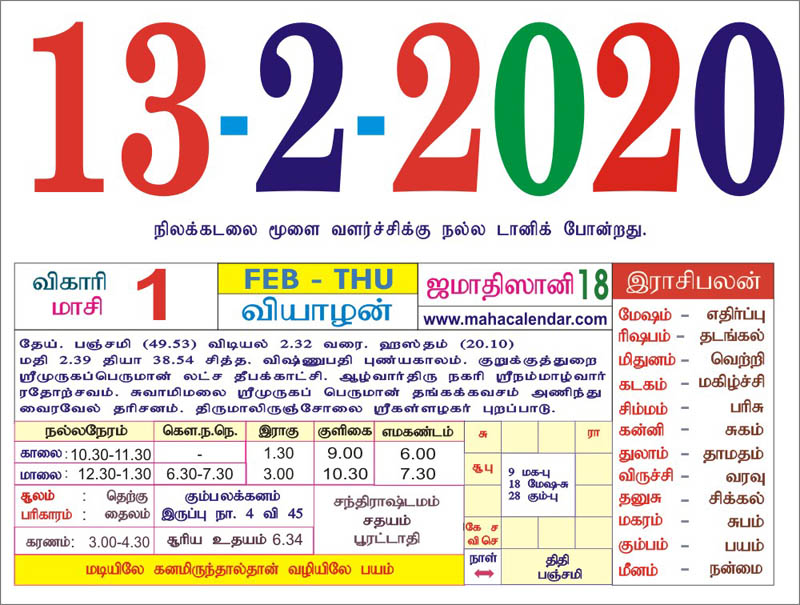 13-2-2020
நிலக்கடலை மூளை வளர்ச்சிக்கு நல்ல டானிக் போன்றது.
விகாரி
மாசி 1
FEB - THU
வியாழன்
ஜமாதிஸானி 18
www.mahacalendar.com
தேய். பஞ்சமி (49.53) விடியல் 2.32 வரை. ஹஸ்தம் (20.10)
மதி 2.39 தியா 38.54 சித்த. விஷ்ணுபதி புண்யகாலம். குறுக்குத்துறை
ஸ்ரீமுருகப்பெருமான் லட்ச தீபக்காட்சி. ஆழ்வார்திரு நகரி ஸ்ரீநம்மாழ்வார்
ரதோற்சவம். சுவாமிமலை ஸ்ரீமுருகப் பெருமான் தங்கக்கவசம் அணிந்து
வைரவேல் தரிசனம். திருமாலிருஞ்சோலை ஸ்ரீகள்ளழகர் புறப்பாடு.
நல்லநேரம் கௌ.ந.நெ. இராகு குளிகை எமகண்டம்
காலை: 10.30-11.30 - 1.30 9.00 6.00
மாலை: 12.30-1.30 6.30-7.30 3.00 10.30 7.30
சூலம் : தெற்கு
பரிகாரம் : தைலம்
கும்பலக்கனம்
இருப்பு நா. 4 வி 45
கரணம்: 3.00-4.30 சூரிய உதயம் 6.34
சந்திராஷ்டமம்
சதயம்
பூரட்டாதி
மடியிலே கனமிருந்தால்தான் வழியிலே பயம்
சு ரா
சூபு
9 மக-பு
18 மேஷ-சு
28 கும்-பு
கே ச
வி செ
நாள் ↔
திதி
பஞ்சமி
இராசிபலன்
மேஷம் – எதிர்ப்பு
ரிஷபம் – தடங்கல்
மிதுனம் – வெற்றி
கடகம் – மகிழ்ச்சி
சிம்மம் – பரிசு
கன்னி – சுகம்
துலாம் – தாமதம்
விருச்சி – வரவு
தனுசு – சிக்கல்
மகரம் – சுபம்
கும்பம் – பயம்
மீனம் – நன்மை